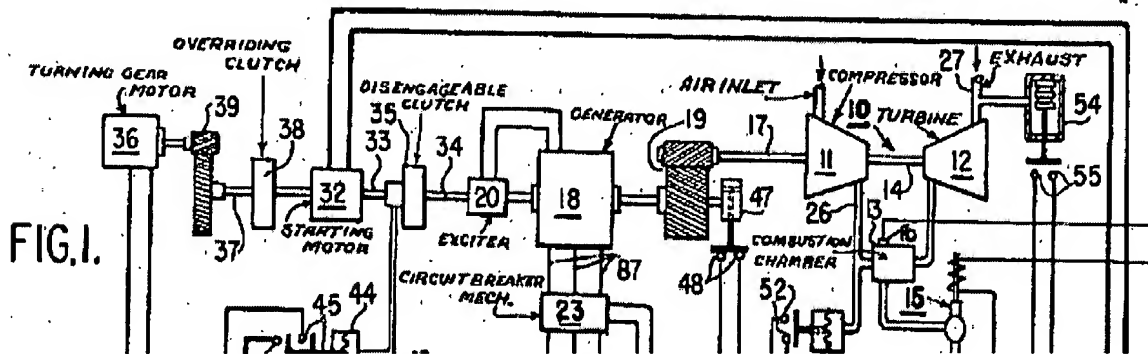 OVERRIDING
CLUTCH
TURNING GEAR
MOTOR
39
36
38
37
32
STARTING
MOTOR
33
DISENGAGEABLE
CLUTCH
35
34
20
EXCITER
GENERATOR
18
87
CIRCUIT BREAKER
MECH.
23
19
17
47
48
AIR INLET
COMPRESSOR
10
TURBINE
11
14
12
27
EXHAUST
54
55
26
13
16
COMBUSTION
CHAMBER
15
52
45
44
FIG.1.